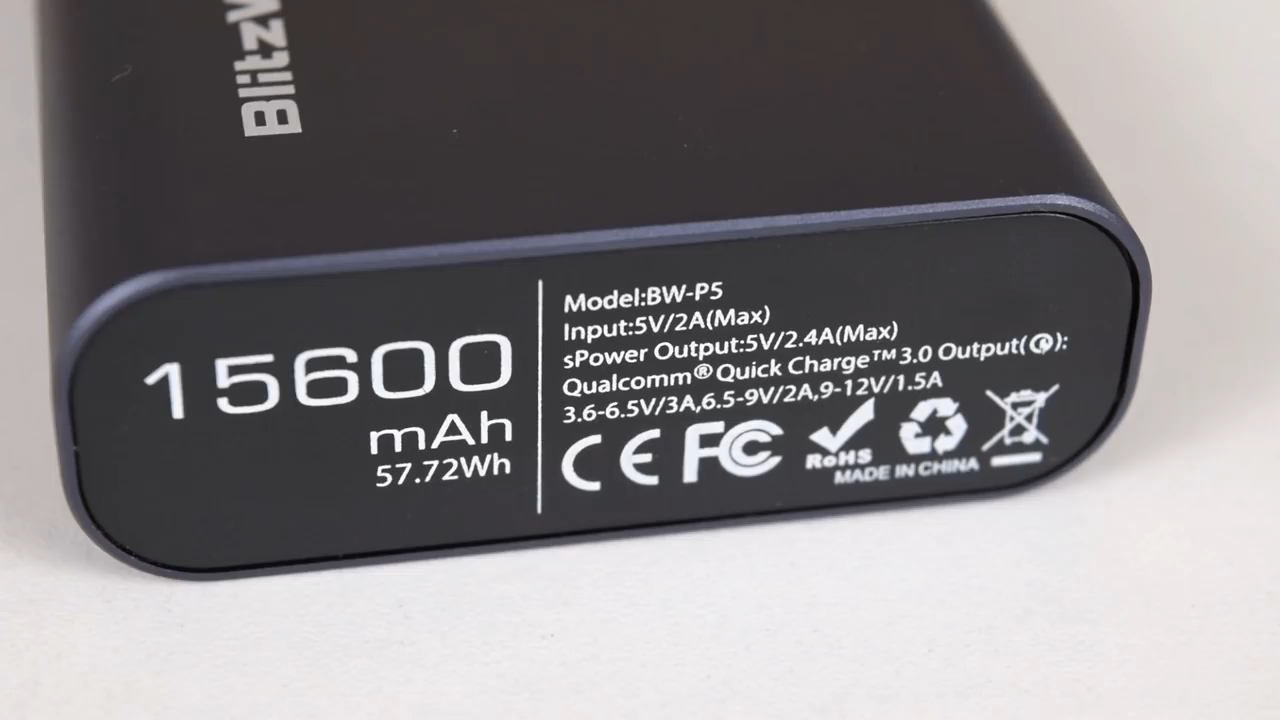 Blitz
15600
mAh
57.72Wh
Model:BW-P5
Input:5V/2A(Max)
sPower Output:5V/2.4A(Max)
Qualcomm®Quick Charge™3.0 Output( ):
3.6-6.5V/3A,6.5-9V/2A,9-12V/1.5A
CE FC RoHS
MADE IN CHINA